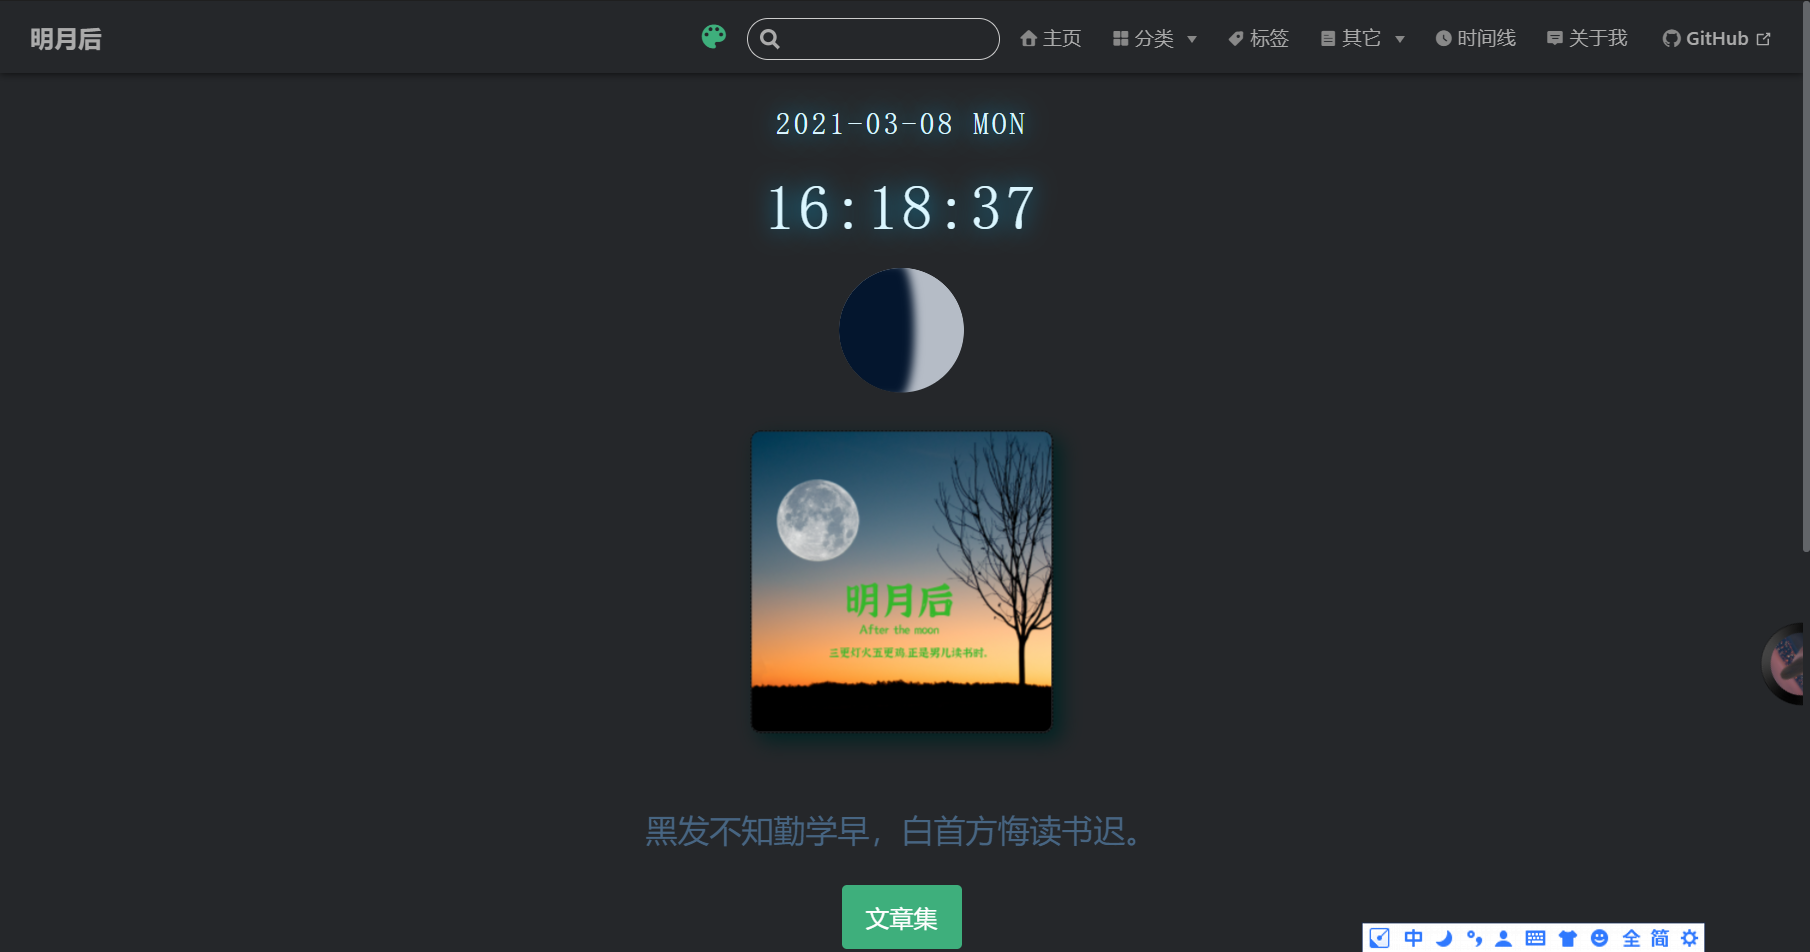 明月后
主页 分类 标签 其它 时间线 关于我 GitHub
2021-03-08 MON
16:18:37
明月后
After the moon
三更灯火五更鸡.正是男儿读书时.
黑发不知勤学早，白首方悔读书迟。
文章集
中 全 简